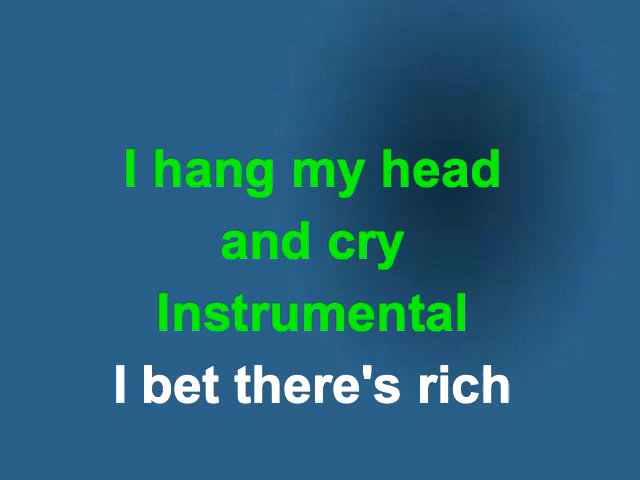 I hang my head
and cry
Instrumental
I bet there's rich